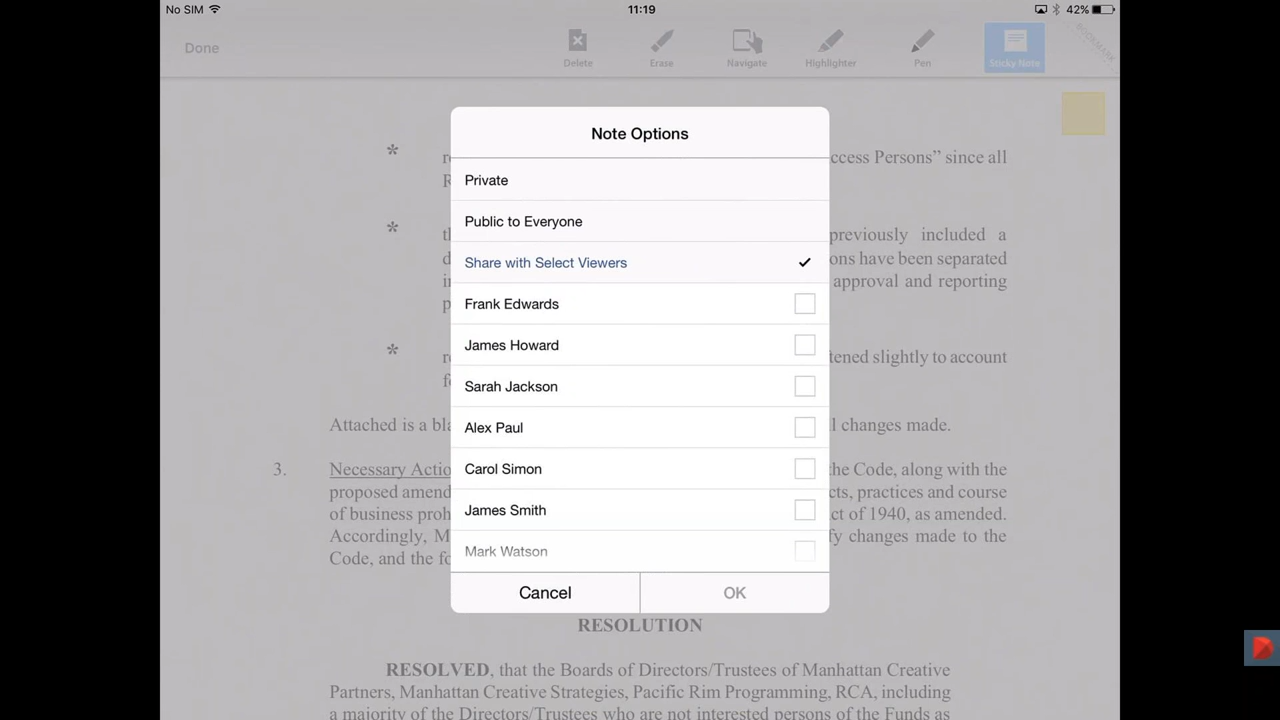 No SIM
11:19
42%
Done
Delete
Erase
Navigate
Highlighter
Pen
Sticky Note
BOOKMARK
Note Options
Private
Public to Everyone
Share with Select Viewers
Frank Edwards
James Howard
Sarah Jackson
Alex Paul
Carol Simon
James Smith
Mark Watson
Cancel
OK
* ccess Persons” since all
*
previously included a
ons have been separated
approval and reporting
*
tened slightly to account
Attached is a bla l changes made.
3. Necessary Actio the Code, along with the
proposed amend cts, practices and course
of business proh ct of 1940, as amended.
Accordingly, M fy changes made to the
Code, and the fo
RESOLUTION
RESOLVED, that the Boards of Directors/Trustees of Manhattan Creative
Partners, Manhattan Creative Strategies, Pacific Rim Programming, RCA, including
a majority of the Directors/Trustees who are not interested persons of the Funds as